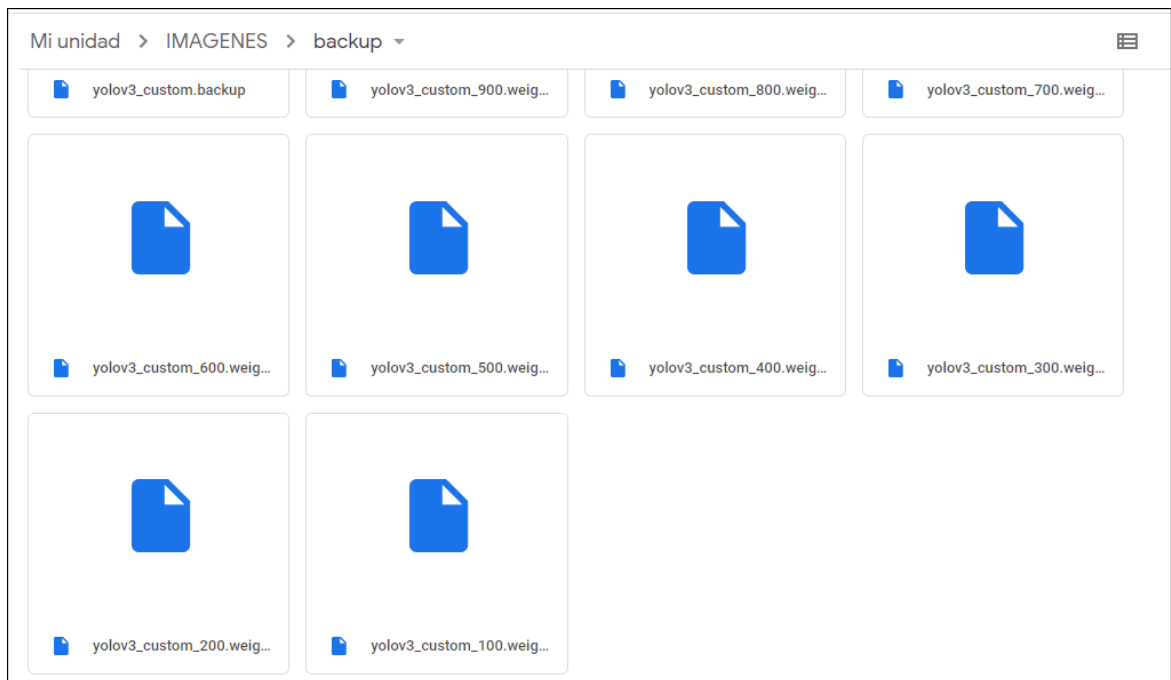 Mi unidad > IMAGENES > backup
yolov3_custom.backup yolov3_custom_900.weig... yolov3_custom_800.weig... yolov3_custom_700.weig...
yolov3_custom_600.weig... yolov3_custom_500.weig... yolov3_custom_400.weig... yolov3_custom_300.weig...
yolov3_custom_200.weig... yolov3_custom_100.weig...